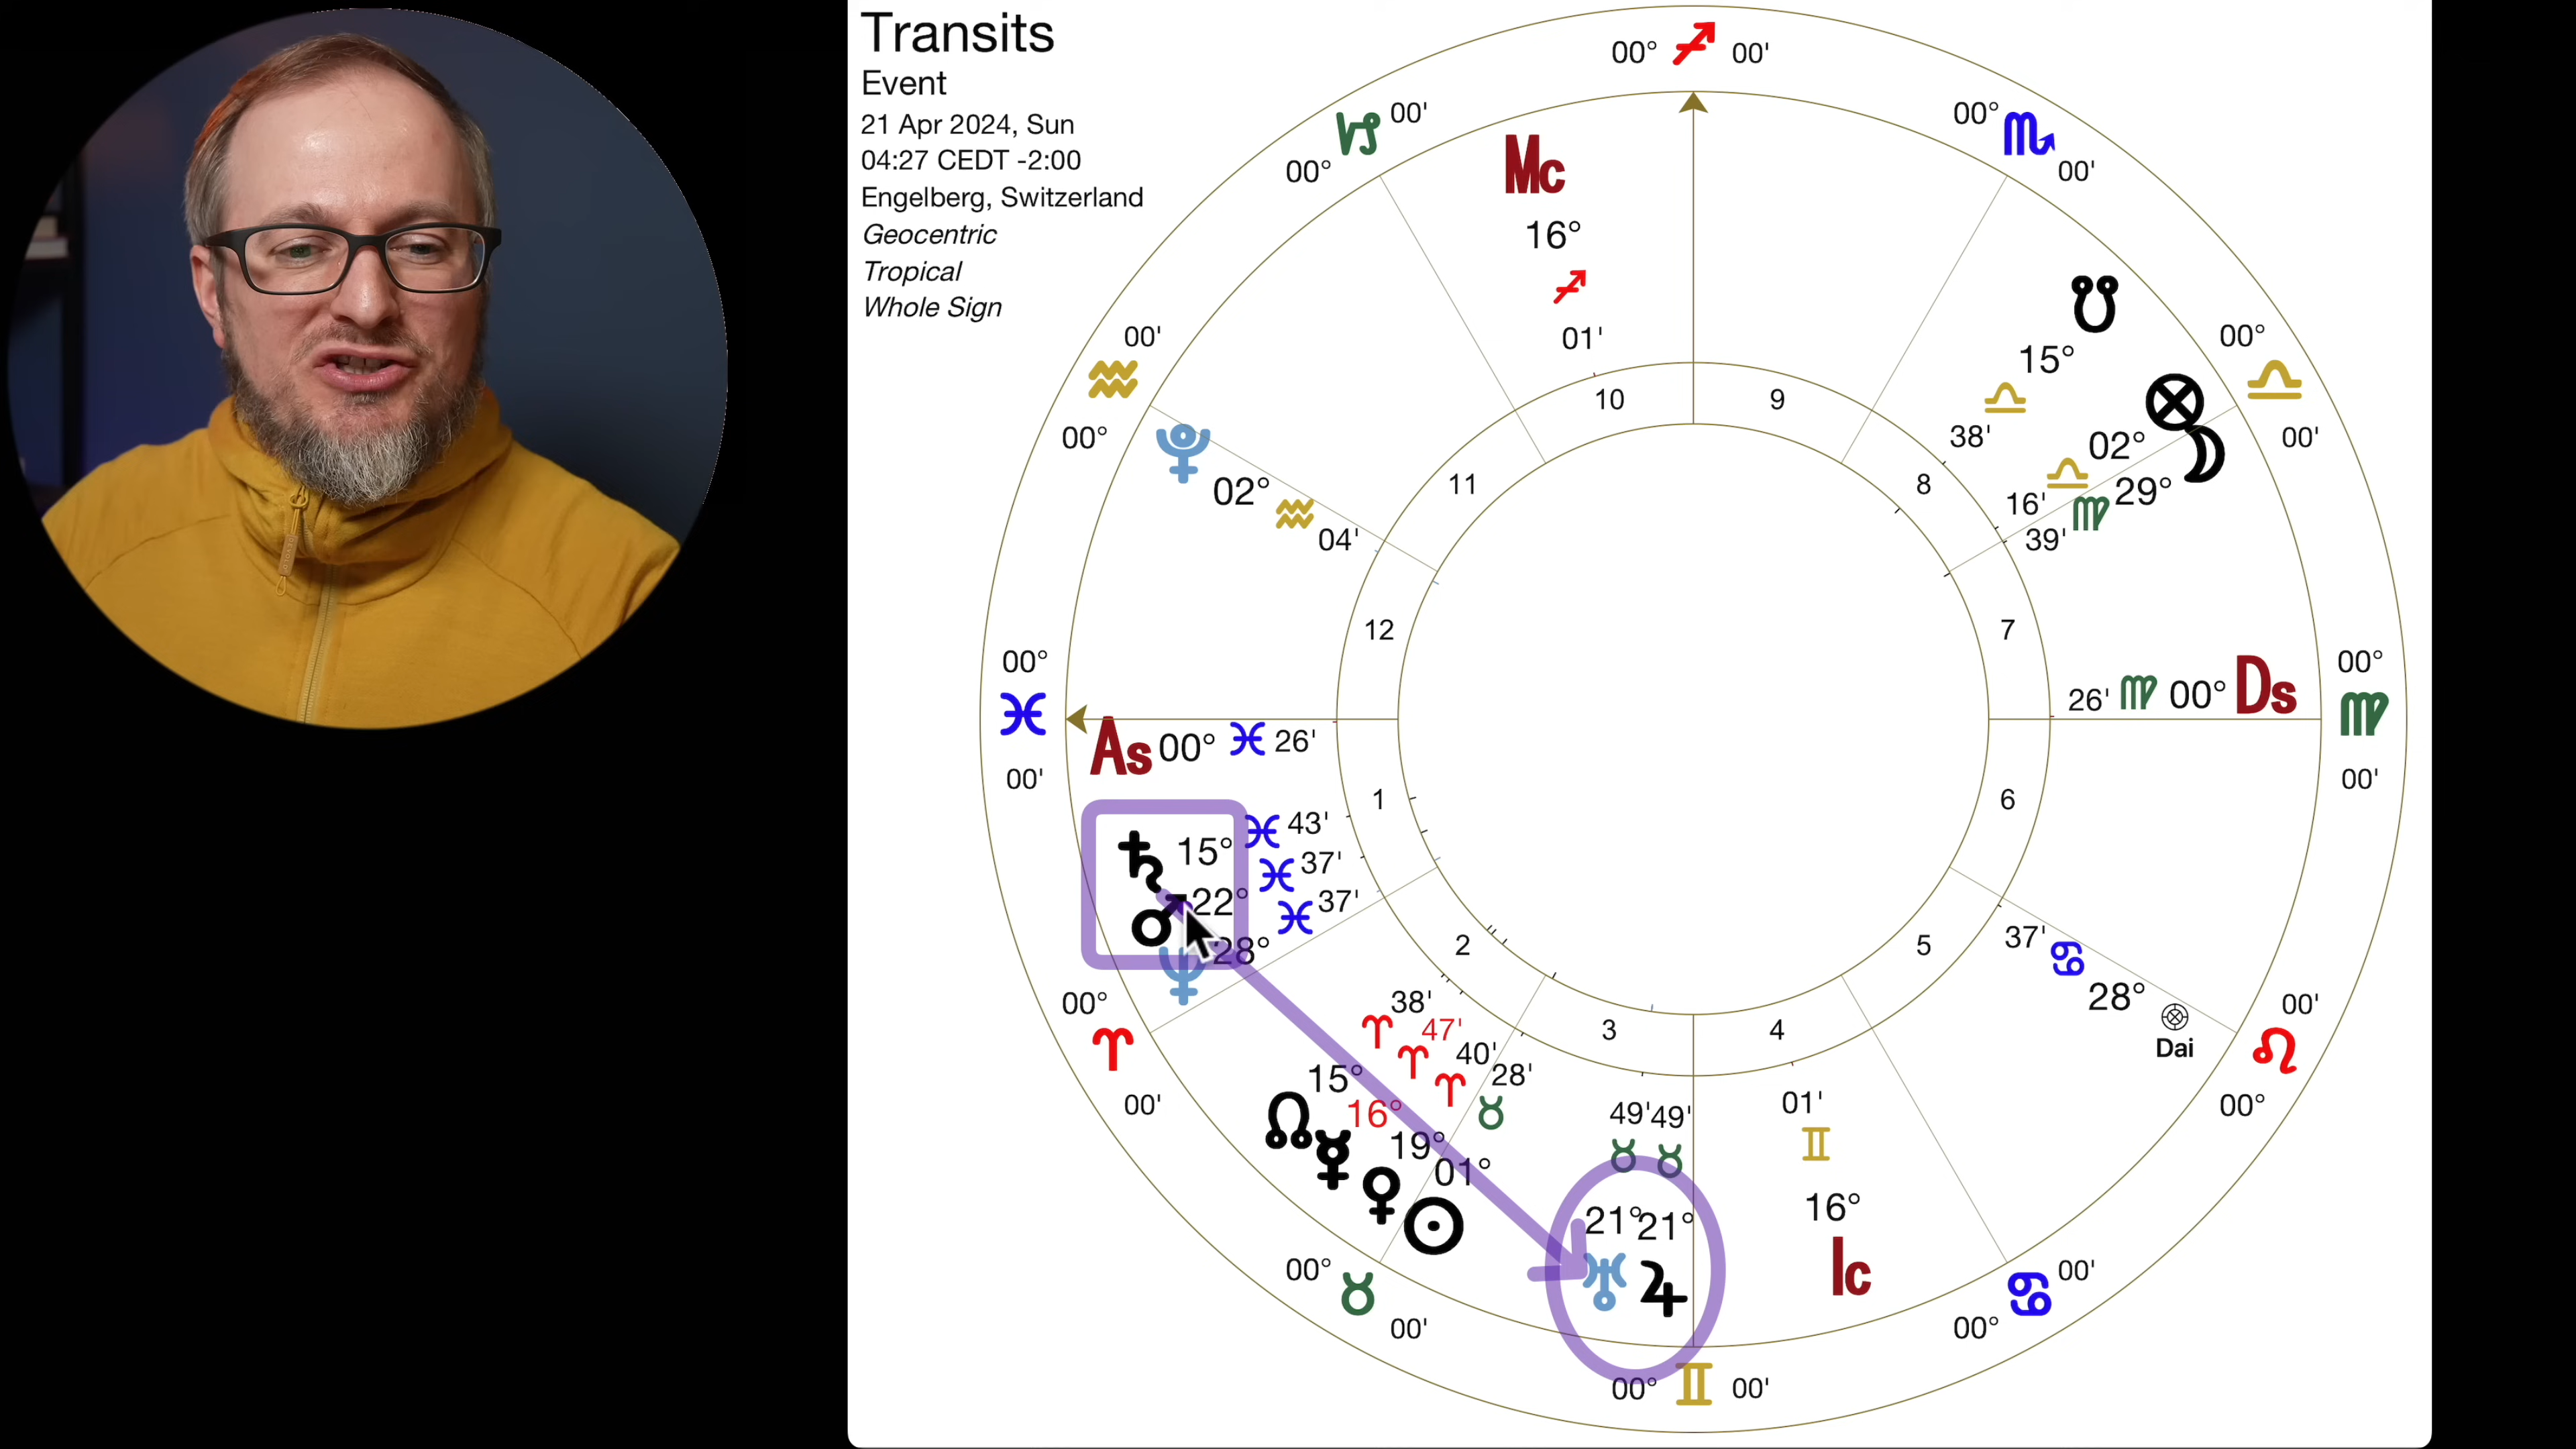 Transits
Event
21 Apr 2024, Sun
04:27 CEDT -2:00
Engelberg, Switzerland
Geocentric
Tropical
Whole Sign
00° ♐ 00'
00° ♑ 00'
00° ♏ 00'
Mc
16°
♐
01'
☋
15°
♎
38'
00° ♎ 00'
⊗
02°
♎
16'
☽
29°
♍
39'
00° ♒ 00'
♇ 02° ♒ 04'
10
9
11
8
12
7
00° ♓ 00'
As 00° ♓ 26'
26' ♍ 00° Ds
00° ♍ 00'
1
6
♄ 15° ♓ 43'
♂ 22° ♓ 37'
♆ 28° ♓ 37'
2
5
3
4
37' ♋ 28° ⊗
Dai
00° ♈ 00'
00' ♌ 00°
☊ 15° ♈ 38'
☿ 16° ♈ 47'
♀ 19° ♈ 40'
☉ 01° ♉ 28'
49' 49'
♉ ♉
21° 21°
♅ ♃
01'
♊
16°
Ic
00° ♉ 00'
00° ♋ 00'
00° ♊ 00'